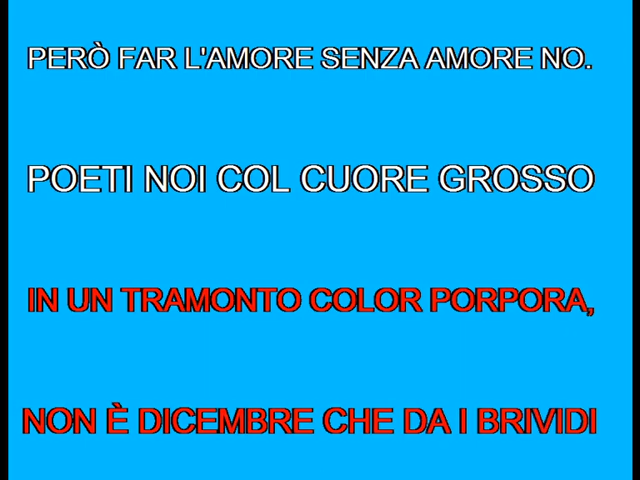 PERÒ FAR L'AMORE SENZA AMORE NO.
POETI NOI COL CUORE GROSSO
IN UN TRAMONTO COLOR PORPORA,
NON È DICEMBRE CHE DA I BRIVIDI